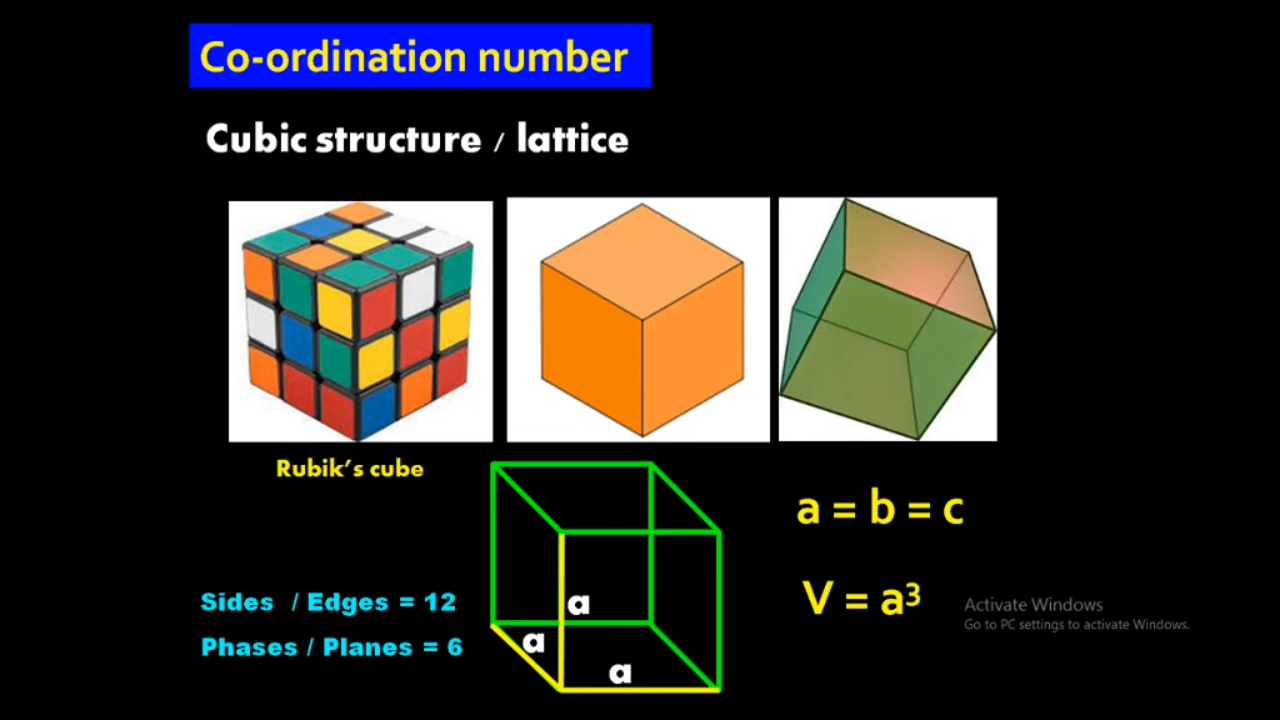 Co-ordination number
Cubic structure / lattice
Rubik's cube
a = b = c
Sides / Edges = 12
Phases / Planes = 6
a
a
a
V = a³
Activate Windows
Go to PC settings to activate Windows.